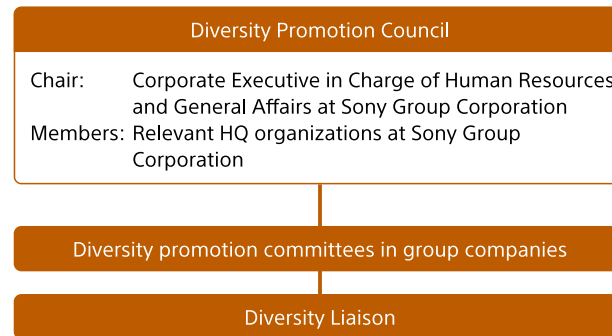 Diversity Promotion Council
Chair: Corporate Executive in Charge of Human Resources
and General Affairs at Sony Group Corporation
Members: Relevant HQ organizations at Sony Group
Corporation
Diversity promotion committees in group companies
Diversity Liaison